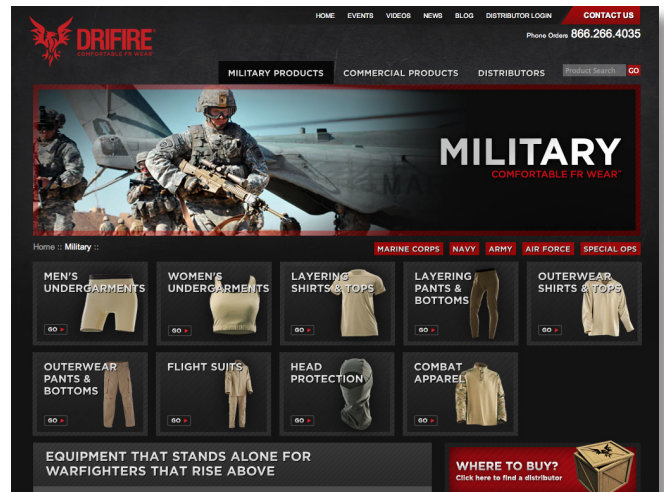 HOME EVENTS VIDEOS NEWS BLOG DISTRIBUTOR LOGIN CONTACT US
DRIFIRE
COMFORTABLE FR WEAR
Phone Orders 866.266.4035
MILITARY PRODUCTS COMMERCIAL PRODUCTS DISTRIBUTORS Product Search GO
MILITARY
COMFORTABLE FR WEAR™
Home :: Military ::
MARINE CORPS NAVY ARMY AIR FORCE SPECIAL OPS
MEN'S
UNDERGARMENTS
GO
WOMEN'S
UNDERGARMENTS
GO
LAYERING
SHIRTS & TOPS
GO
LAYERING
PANTS &
BOTTOMS
GO
OUTERWEAR
SHIRTS & TOPS
GO
OUTERWEAR
PANTS &
BOTTOMS
GO
FLIGHT SUITS
GO
HEAD
PROTECTION
GO
COMBAT
APPAREL
GO
EQUIPMENT THAT STANDS ALONE FOR
WARFIGHTERS THAT RISE ABOVE
WHERE TO BUY?
Click here to find a distributor